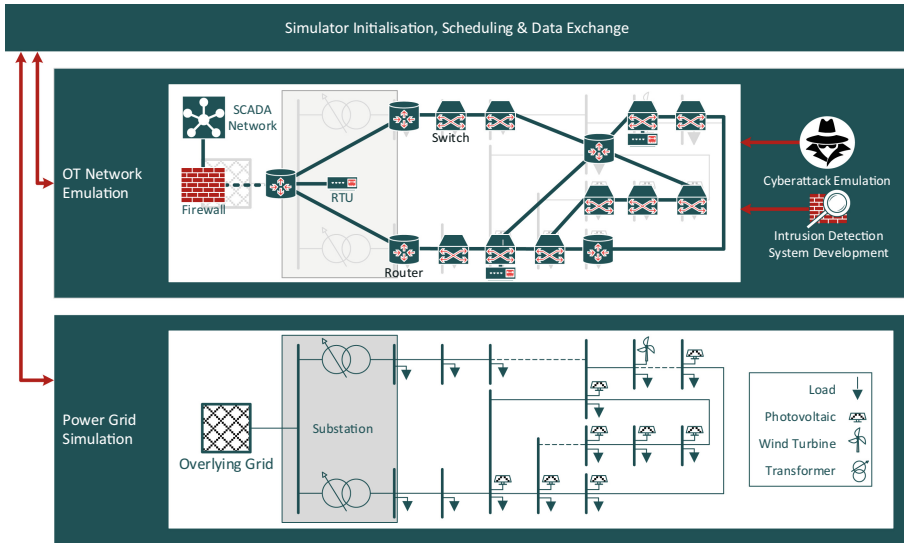 Simulator Initialisation, Scheduling & Data Exchange
OT Network
Emulation
SCADA
Network
Firewall
RTU
Switch
Router
Cyberattack Emulation
Intrusion Detection
System Development
Power Grid
Simulation
Overlying Grid
Substation
Load
Photovoltaic
Wind Turbine
Transformer